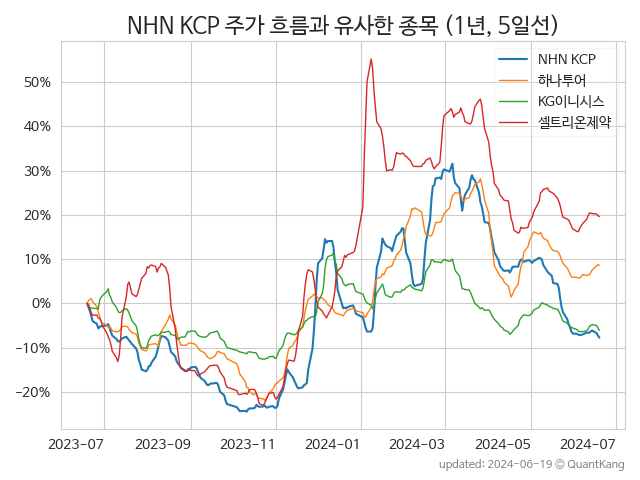 NHN KCP 주가 흐름과 유사한 종목 (1년, 5일선)
NHN KCP
하나투어
KG이니시스
셀트리온제약
50%
40%
30%
20%
10%
0%
−10%
−20%
2023-07
2023-09
2023-11
2024-01
2024-03
2024-05
2024-07
updated: 2024-06-19 © QuantKang